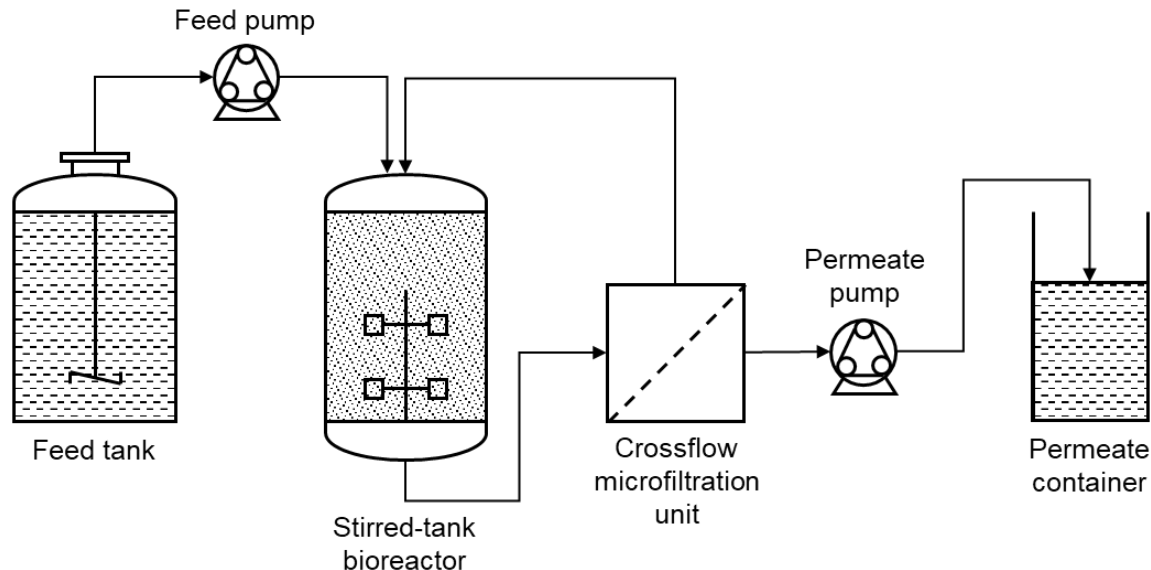 Feed pump
Permeate
pump
Feed tank
Stirred-tank
bioreactor
Crossflow
microfiltration
unit
Permeate
container